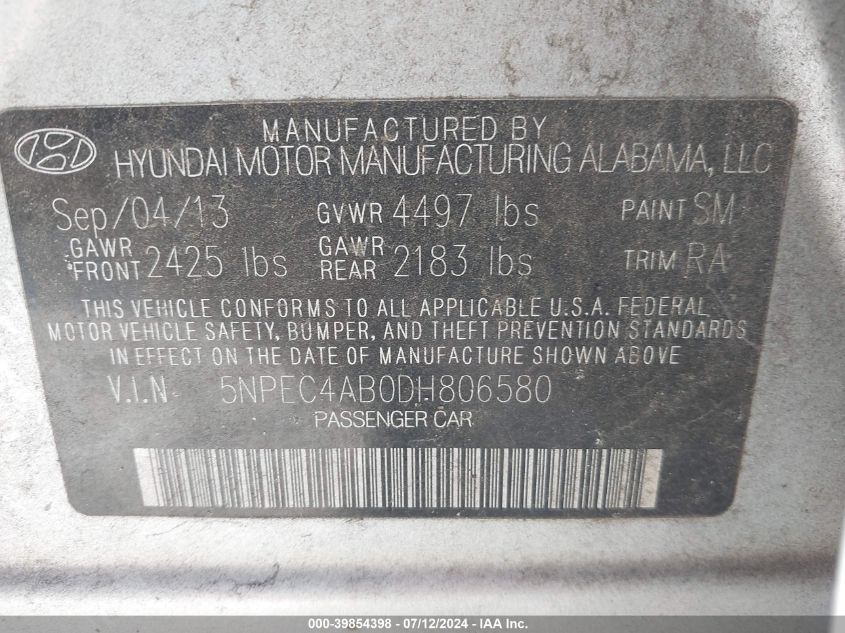 MANUFACTURED BY
HYUNDAI MOTOR MANUFACTURING ALABAMA, LLC
Sep/04/13 GVWR 4497 lbs PAINT SM
GAWR FRONT 2425 lbs GAWR REAR 2183 lbs TRIM RA
THIS VEHICLE CONFORMS TO ALL APPLICABLE U.S.A. FEDERAL
MOTOR VEHICLE SAFETY, BUMPER, AND THEFT PREVENTION STANDARDS
IN EFFECT ON THE DATE OF MANUFACTURE SHOWN ABOVE
V.I.N 5NPEC4AB0DH806580
PASSENGER CAR
000-39854398 - 07/12/2024 - IAA Inc.